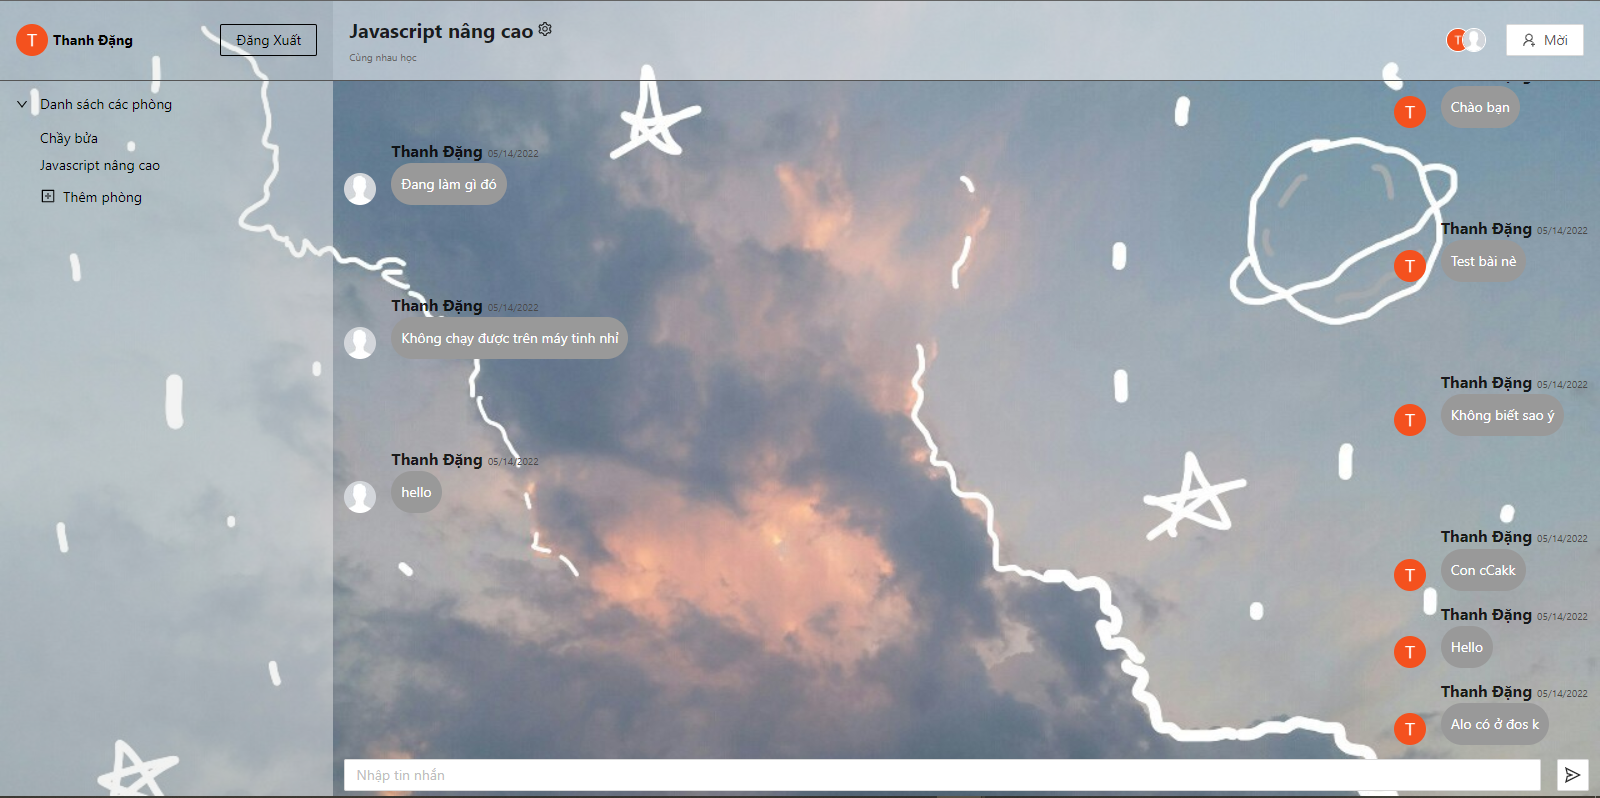 T Thanh Đặng
Đăng Xuất
Javascript nâng cao
Cùng nhau học
T
Mời
Danh sách các phòng
Chầy bửa
Javascript nâng cao
Thêm phòng
T Chào bạn
Thanh Đặng 05/14/2022
Đang làm gì đó
Thanh Đặng 05/14/2022
T Test bài nè
Thanh Đặng 05/14/2022
Không chạy được trên máy tinh nhỉ
Thanh Đặng 05/14/2022
T Không biết sao ý
Thanh Đặng 05/14/2022
hello
Thanh Đặng 05/14/2022
T Con cCakk
Thanh Đặng 05/14/2022
T Hello
Thanh Đặng 05/14/2022
T Alo có ở đos k
Nhập tin nhắn